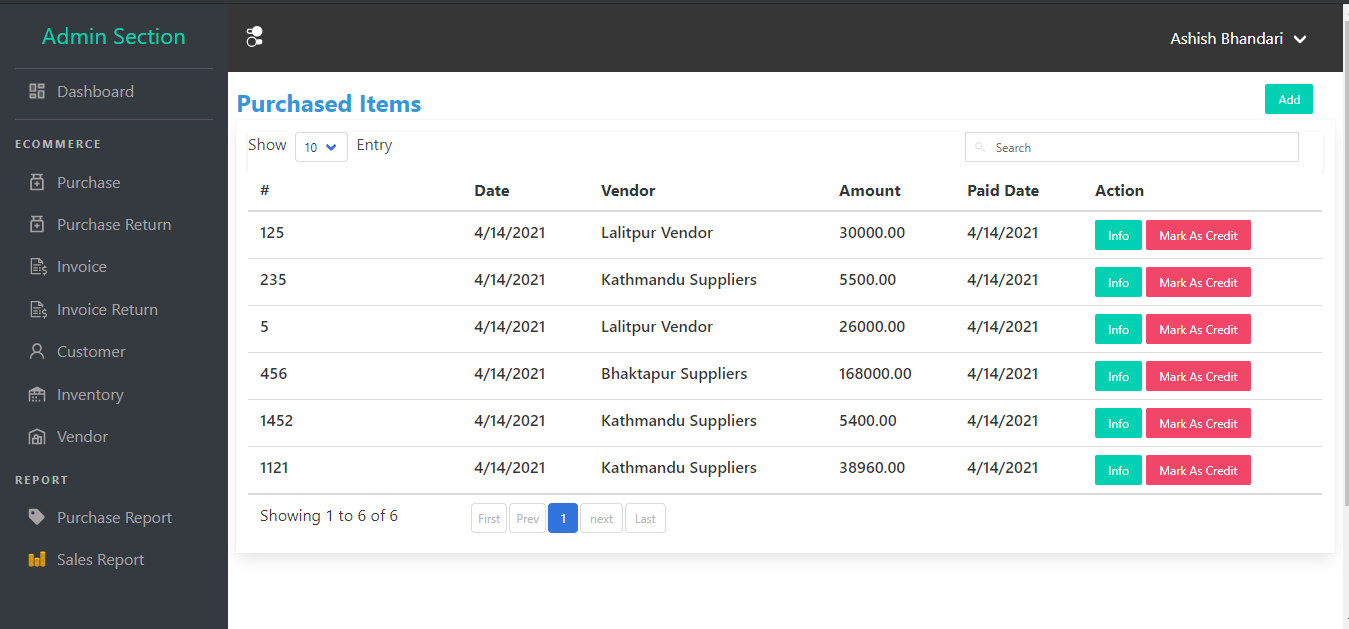 Admin Section
Ashish Bhandari
Dashboard
ECOMMERCE
Purchase
Purchase Return
Invoice
Invoice Return
Customer
Inventory
Vendor
REPORT
Purchase Report
Sales Report
Purchased Items
Add
Show 10 Entry
Search
# Date Vendor Amount Paid Date Action
125 4/14/2021 Lalitpur Vendor 30000.00 4/14/2021 Info Mark As Credit
235 4/14/2021 Kathmandu Suppliers 5500.00 4/14/2021 Info Mark As Credit
5 4/14/2021 Lalitpur Vendor 26000.00 4/14/2021 Info Mark As Credit
456 4/14/2021 Bhaktapur Suppliers 168000.00 4/14/2021 Info Mark As Credit
1452 4/14/2021 Kathmandu Suppliers 5400.00 4/14/2021 Info Mark As Credit
1121 4/14/2021 Kathmandu Suppliers 38960.00 4/14/2021 Info Mark As Credit
Showing 1 to 6 of 6 First Prev 1 next Last